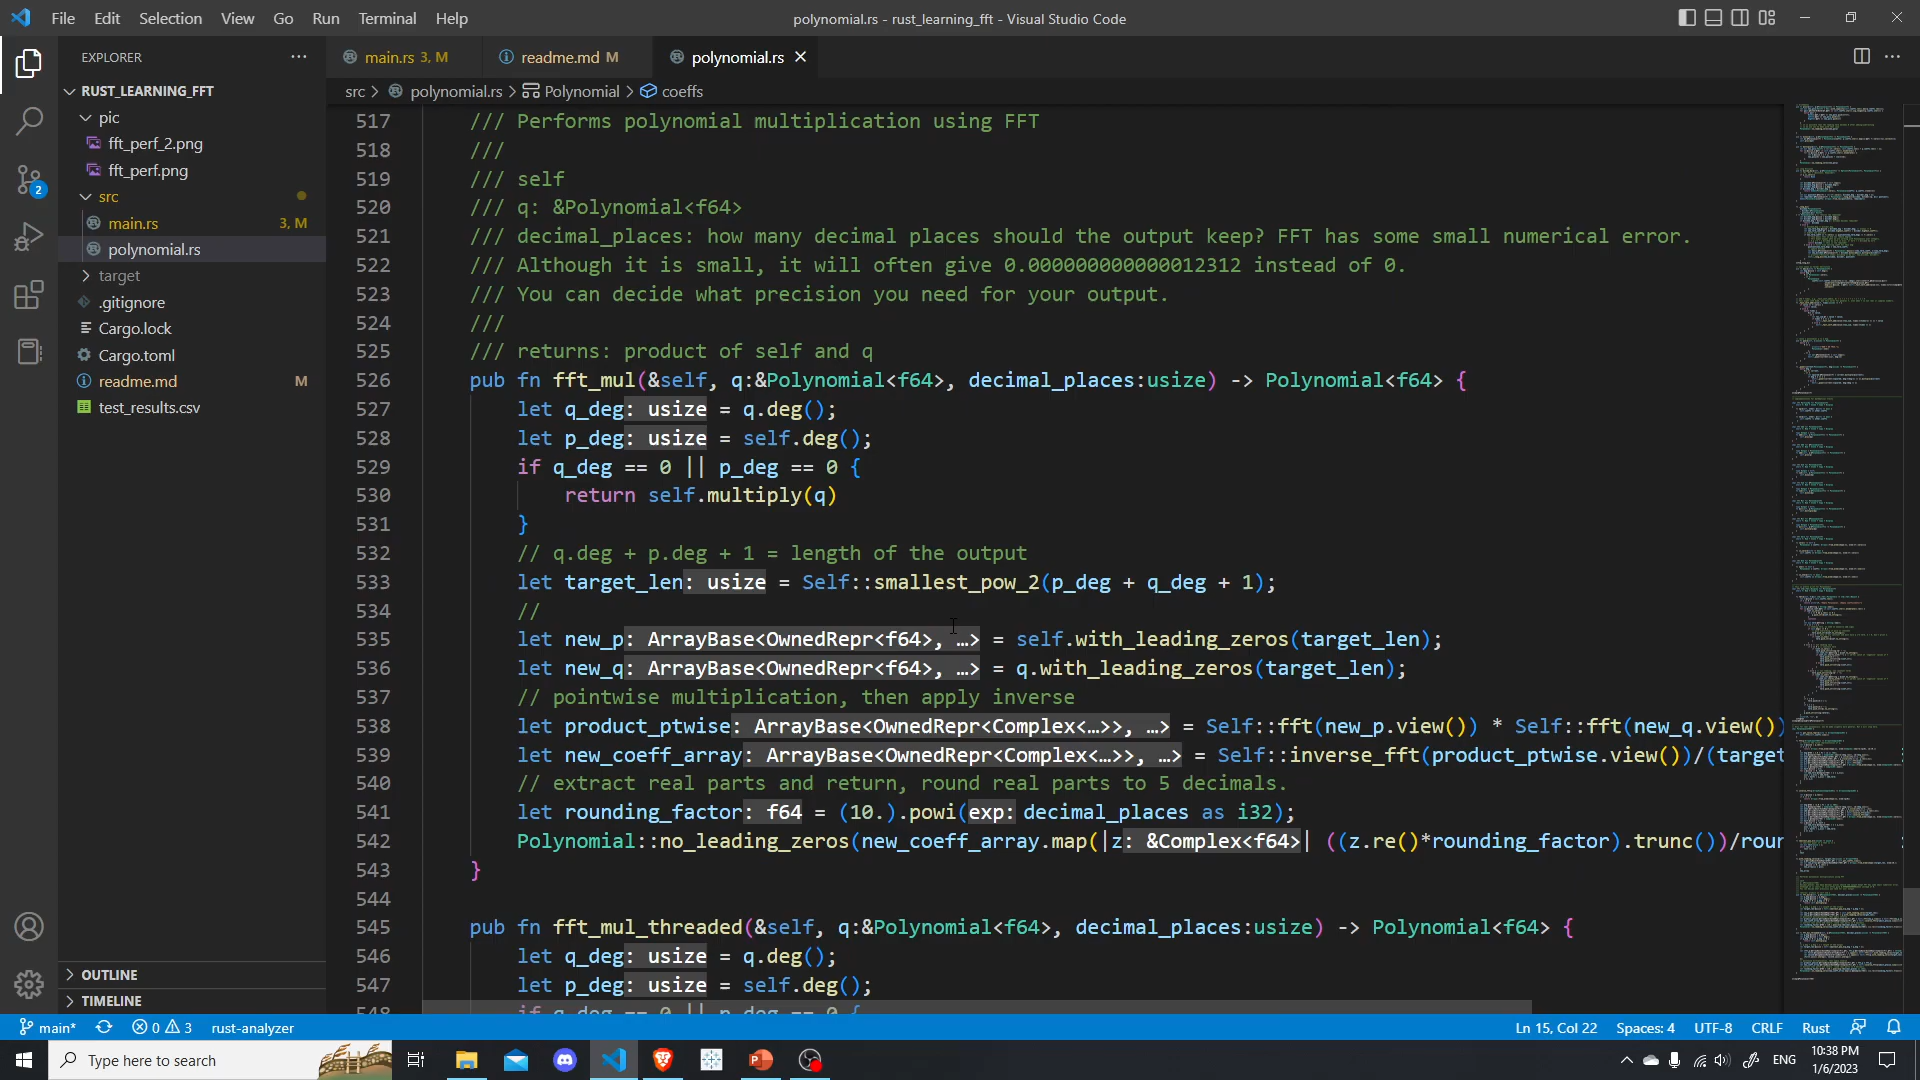 File Edit Selection View Go Run Terminal Help
polynomial.rs - rust_learning_fft - Visual Studio Code
EXPLORER
RUST_LEARNING_FFT
pic
fft_perf_2.png
fft_perf.png
src
main.rs 3, M
polynomial.rs
target
.gitignore
Cargo.lock
Cargo.toml
readme.md M
test_results.csv
OUTLINE
TIMELINE
main.rs 3, M readme.md M polynomial.rs
src > polynomial.rs > Polynomial > coeffs
517 /// Performs polynomial multiplication using FFT
518 ///
519 /// self
520 /// q: &Polynomial<f64>
521 /// decimal_places: how many decimal places should the output keep? FFT has some small numerical error.
522 /// Although it is small, it will often give 0.000000000000012312 instead of 0.
523 /// You can decide what precision you need for your output.
524 ///
525 /// returns: product of self and q
526 pub fn fft_mul(&self, q:&Polynomial<f64>, decimal_places:usize) -> Polynomial<f64> {
527 let q_deg: usize = q.deg();
528 let p_deg: usize = self.deg();
529 if q_deg == 0 || p_deg == 0 {
530 return self.multiply(q)
531 }
532 // q.deg + p.deg + 1 = length of the output
533 let target_len: usize = Self::smallest_pow_2(p_deg + q_deg + 1);
534 //
535 let new_p: ArrayBase<OwnedRepr<f64>, …> = self.with_leading_zeros(target_len);
536 let new_q: ArrayBase<OwnedRepr<f64>, …> = q.with_leading_zeros(target_len);
537 // pointwise multiplication, then apply inverse
538 let product_ptwise: ArrayBase<OwnedRepr<Complex<…>>, …> = Self::fft(new_p.view()) * Self::fft(new_q.view())
539 let new_coeff_array: ArrayBase<OwnedRepr<Complex<…>>, …> = Self::inverse_fft(product_ptwise.view())/(target
540 // extract real parts and return, round real parts to 5 decimals.
541 let rounding_factor: f64 = (10.).powi(exp: decimal_places as i32);
542 Polynomial::no_leading_zeros(new_coeff_array.map(|z: &Complex<f64>| ((z.re()*rounding_factor).trunc())/rour
543 }
544
545 pub fn fft_mul_threaded(&self, q:&Polynomial<f64>, decimal_places:usize) -> Polynomial<f64> {
546 let q_deg: usize = q.deg();
547 let p_deg: usize = self.deg();
548 if q_deg == 0 || p_deg == 0 {
2
main* 0 3 rust-analyzer
Ln 15, Col 22 Spaces: 4 UTF-8 CRLF Rust
Type here to search
ENG
10:38 PM
1/6/2023